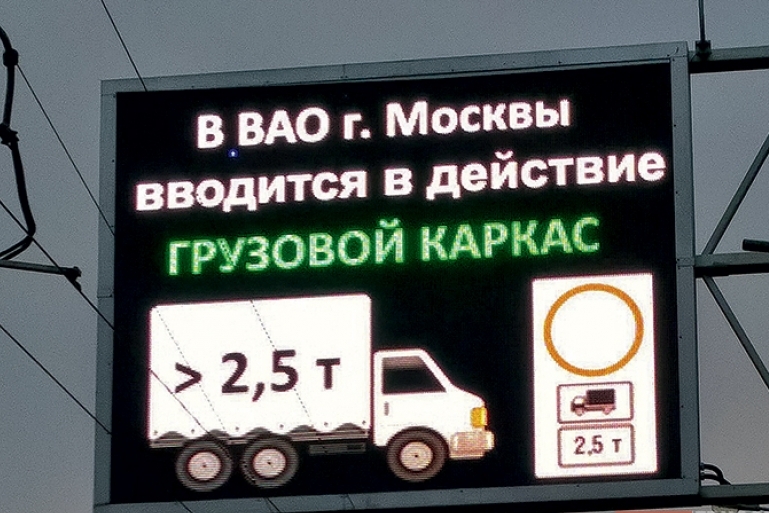 В ВАО г. Москвы
вводится в действие
ГРУЗОВОЙ КАРКАС
> 2,5 т
2,5 т